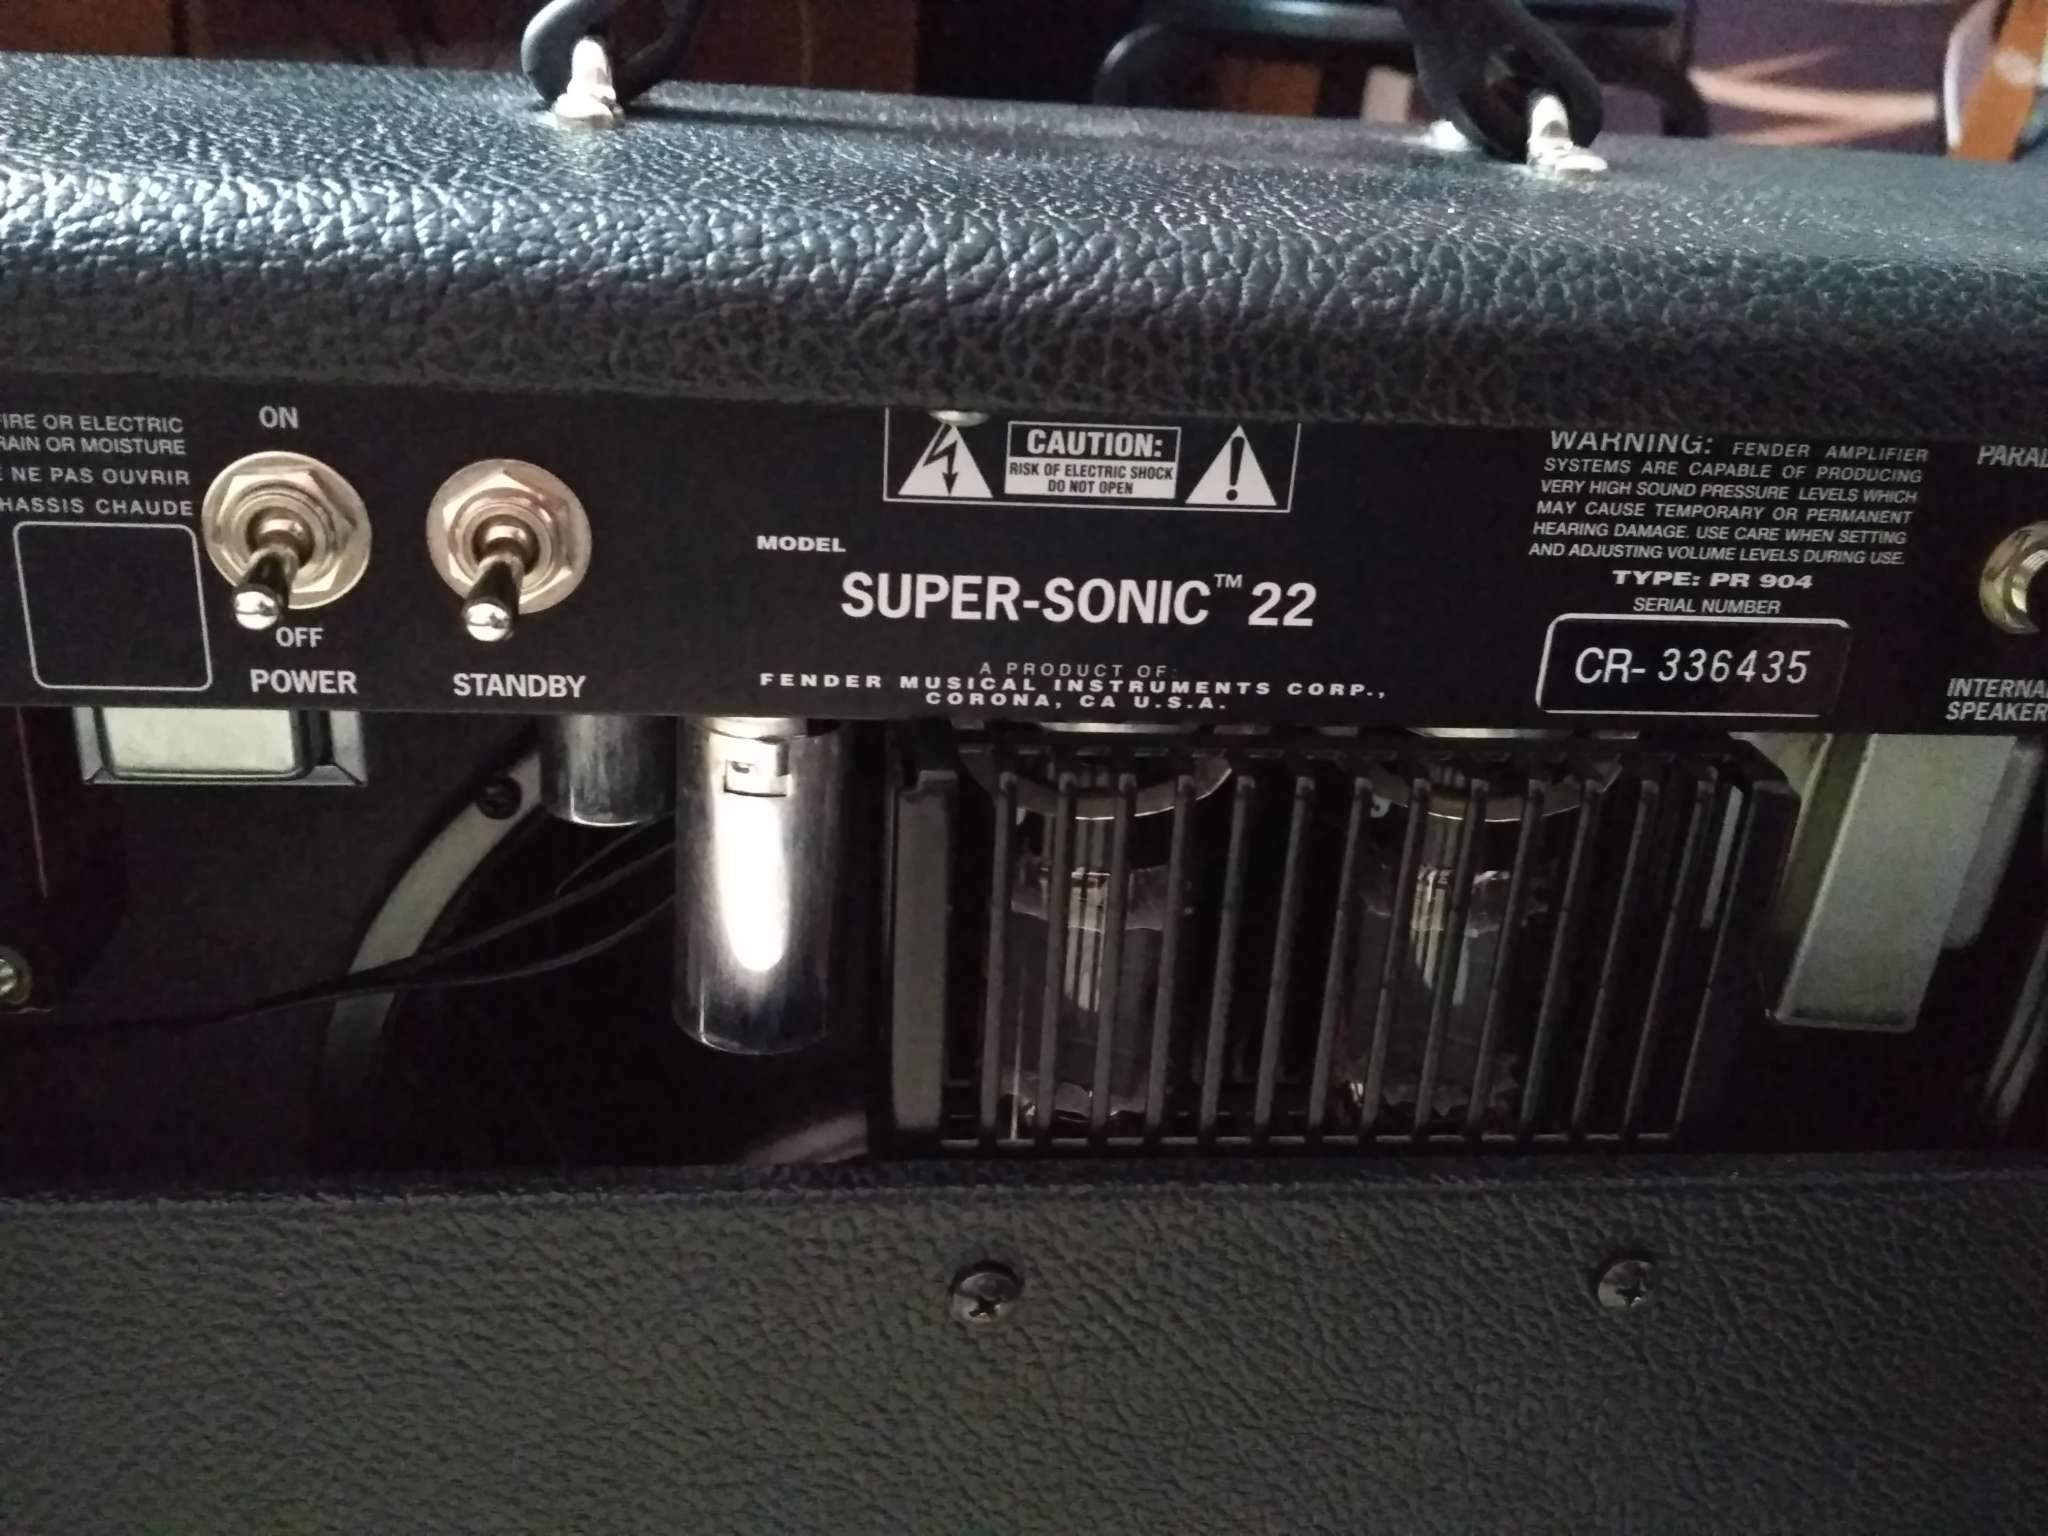 FIRE OR ELECTRIC
RAIN OR MOISTURE
E NE PAS OUVRIR
HASSIS CHAUDE
ON
OFF
POWER
STANDBY
CAUTION:
RISK OF ELECTRIC SHOCK
DO NOT OPEN
MODEL
SUPER-SONIC™ 22
A PRODUCT OF:
FENDER MUSICAL INSTRUMENTS CORP.,
CORONA, CA U.S.A.
WARNING: FENDER AMPLIFIER
SYSTEMS ARE CAPABLE OF PRODUCING
VERY HIGH SOUND PRESSURE LEVELS WHICH
MAY CAUSE TEMPORARY OR PERMANENT
HEARING DAMAGE. USE CARE WHEN SETTING
AND ADJUSTING VOLUME LEVELS DURING USE.
TYPE: PR 904
SERIAL NUMBER
CR- 336435
PARAL
INTERNA
SPEAKER